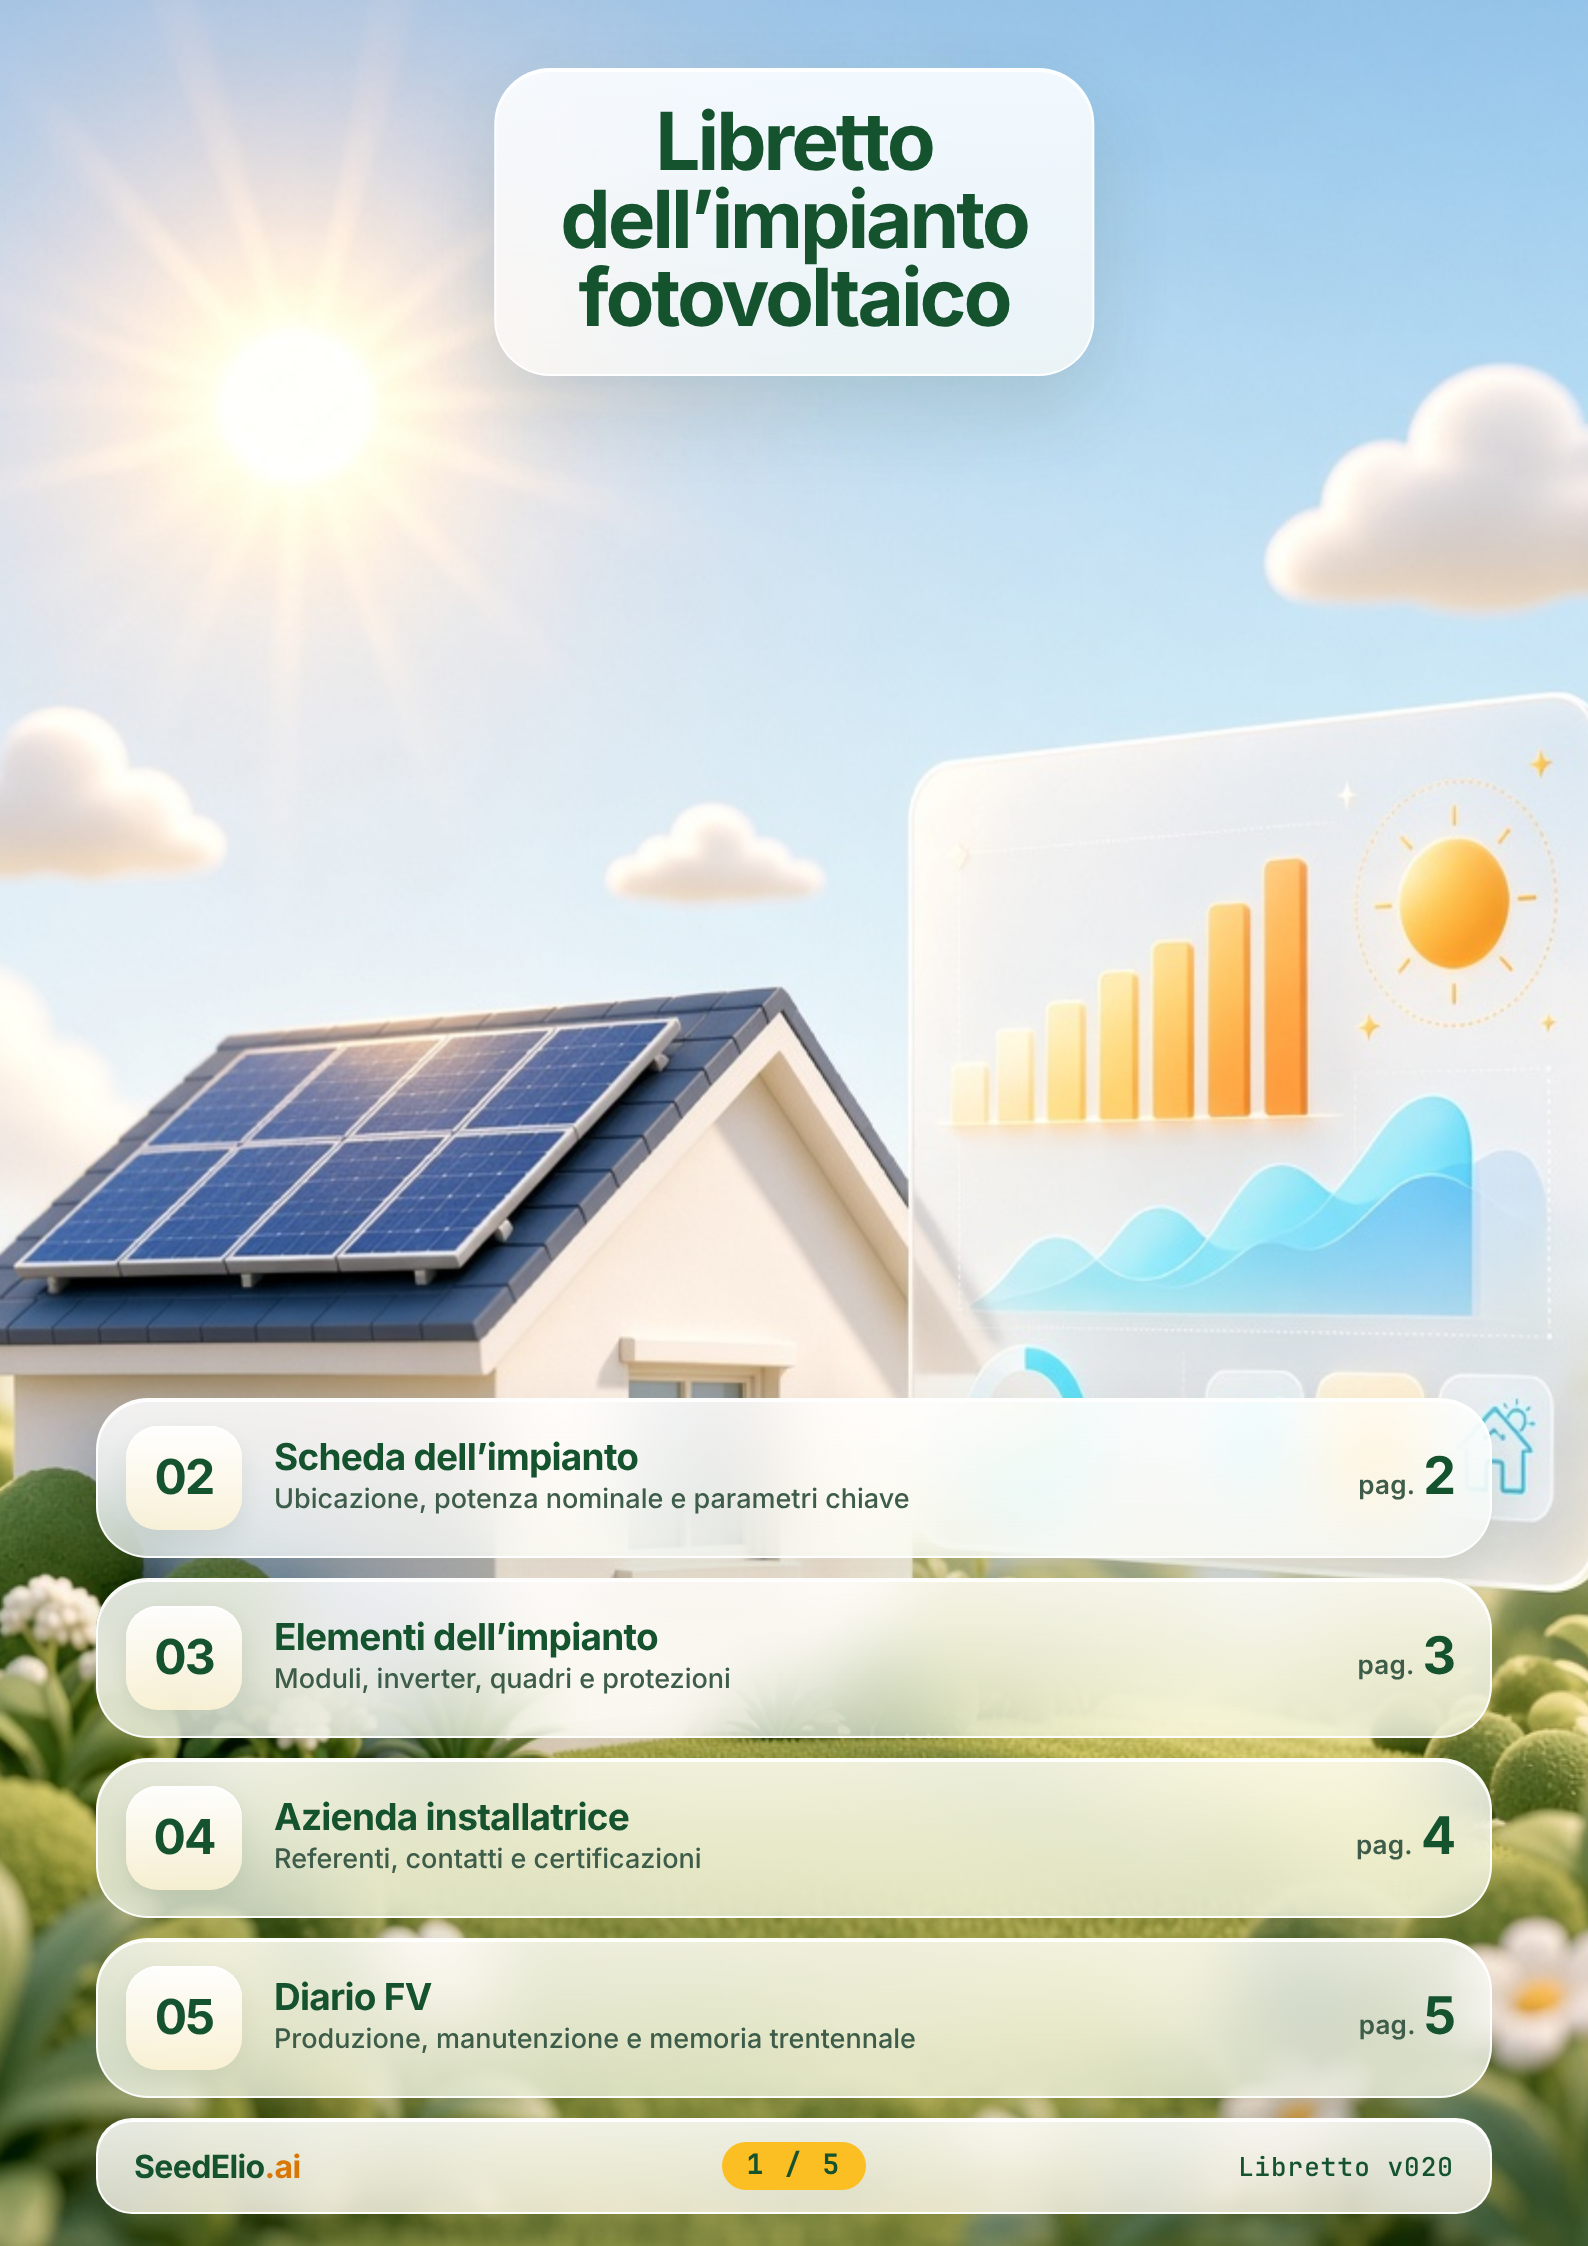 Libretto
dell’impianto
fotovoltaico
02
Scheda dell’impianto
Ubicazione, potenza nominale e parametri chiave
pag. 2
03
Elementi dell’impianto
Moduli, inverter, quadri e protezioni
pag. 3
04
Azienda installatrice
Referenti, contatti e certificazioni
pag. 4
05
Diario FV
Produzione, manutenzione e memoria trentennale
pag. 5
SeedElio.ai
1 / 5
Libretto v020